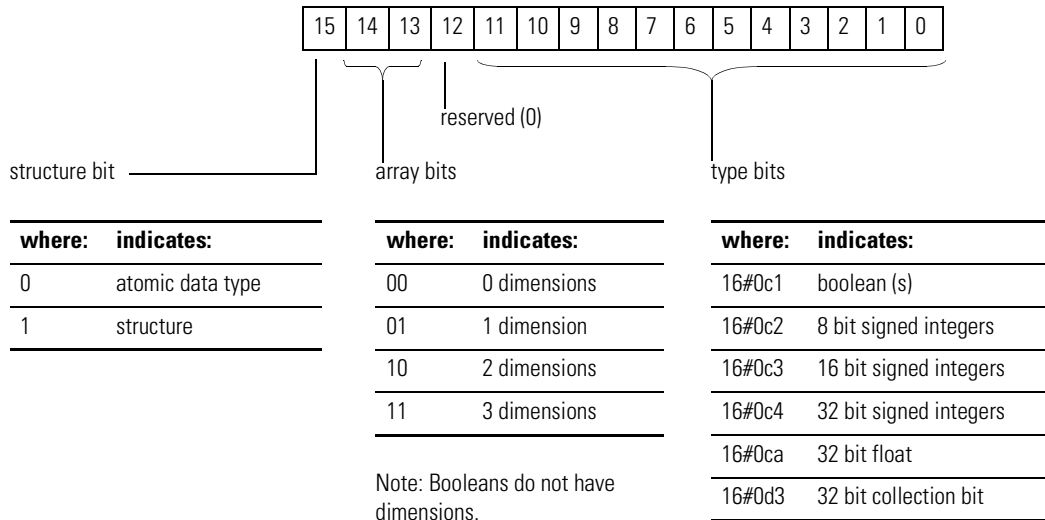 15 14 13 12 11 10 9 8 7 6 5 4 3 2 1 0
reserved (0)
structure bit
array bits
type bits
where: indicates:
0 atomic data type
1 structure
where: indicates:
00 0 dimensions
01 1 dimension
10 2 dimensions
11 3 dimensions
Note: Booleans do not have
dimensions.
where: indicates:
16#0c1 boolean (s)
16#0c2 8 bit signed integers
16#0c3 16 bit signed integers
16#0c4 32 bit signed integers
16#0ca 32 bit float
16#0d3 32 bit collection bit